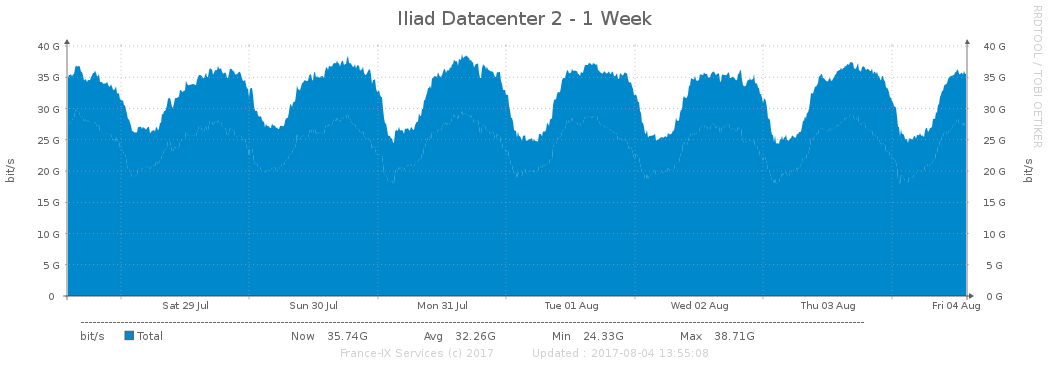 Iliad Datacenter 2 - 1 Week
RRDTOOL / TOBI OETIKER
40 G 40 G
35 G 35 G
30 G 30 G
25 G 25 G
20 G 20 G
15 G 15 G
10 G 10 G
5 G 5 G
0 0 G
bit/s bit/s
Sat 29 Jul Sun 30 Jul Mon 31 Jul Tue 01 Aug Wed 02 Aug Thu 03 Aug Fri 04 Aug
bit/s Total Now 35.74G Avg 32.26G Min 24.33G Max 38.71G
France-IX Services (c) 2017 Updated : 2017-08-04 13:55:08